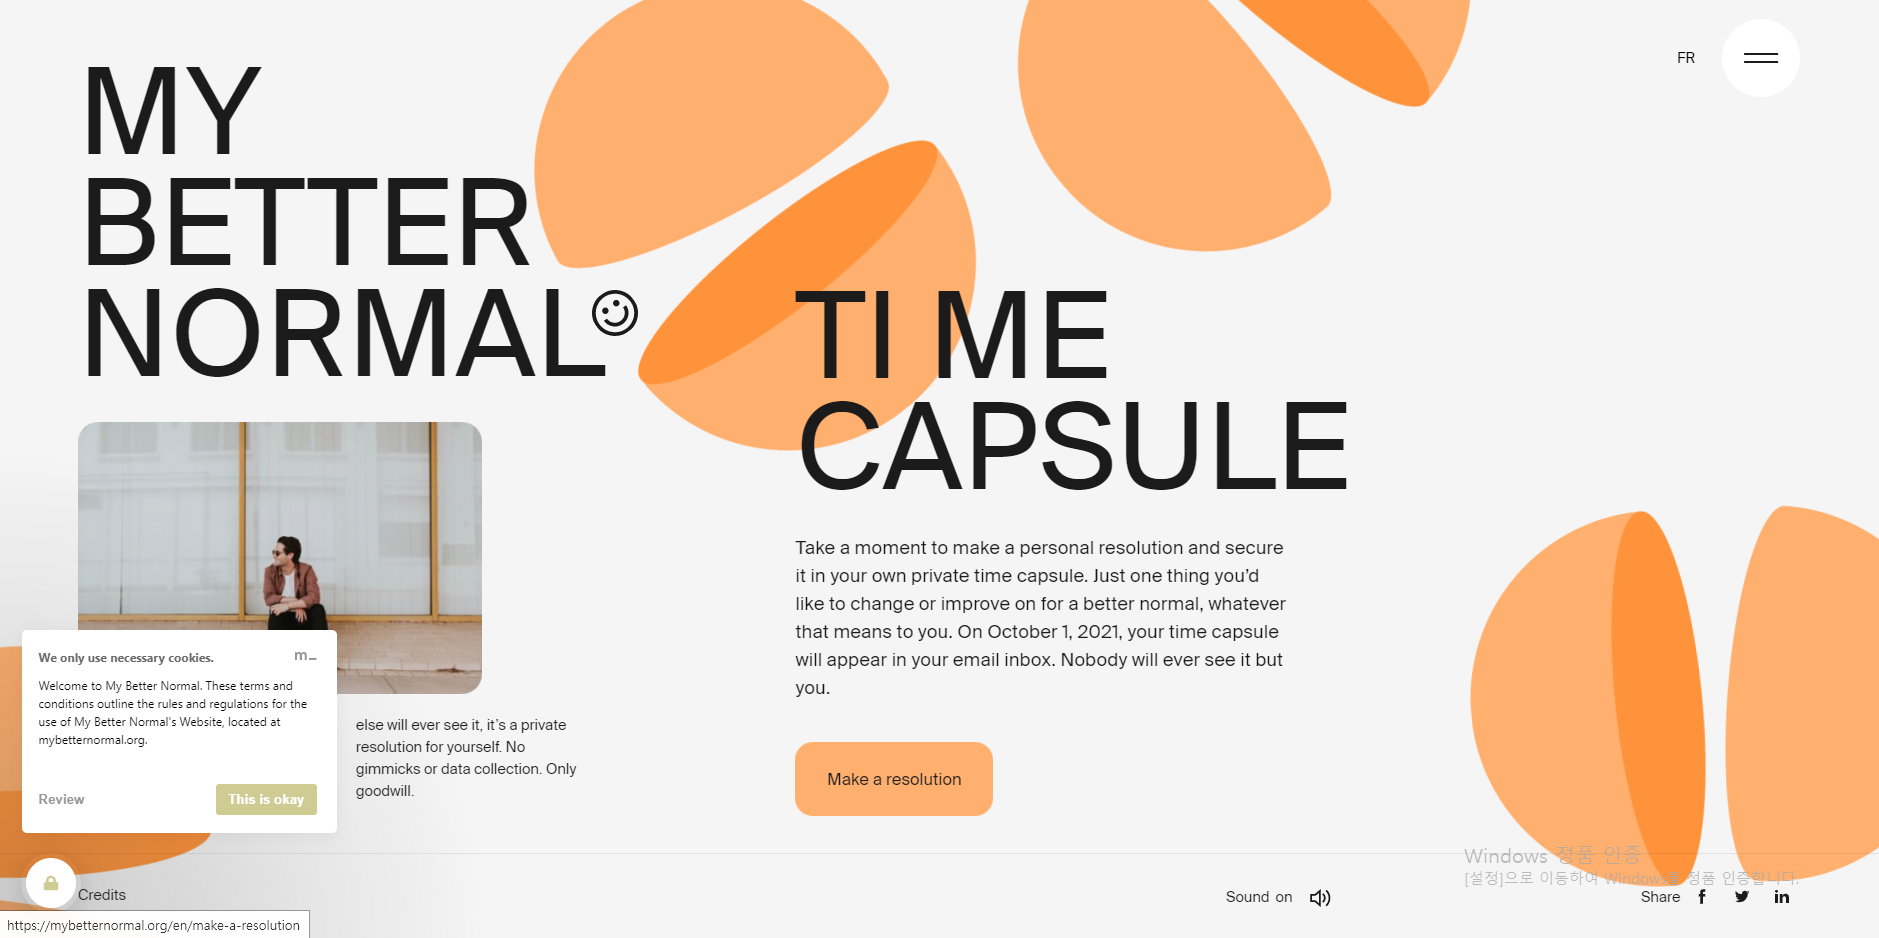 MY
BETTER
NORMAL
FR
TI ME
CAPSULE
Take a moment to make a personal resolution and secure
it in your own private time capsule. Just one thing you’d
like to change or improve on for a better normal, whatever
that means to you. On October 1, 2021, your time capsule
will appear in your email inbox. Nobody will ever see it but
you.
Make a resolution
We only use necessary cookies.
m_
Welcome to My Better Normal. These terms and
conditions outline the rules and regulations for the
use of My Better Normal's Website, located at
mybetternormal.org.
Review
This is okay
else will ever see it, it’s a private
resolution for yourself. No
gimmicks or data collection. Only
goodwill.
Windows 정품 인증
[설정]으로 이동하여 Windows를 정품 인증합니다.
Credits
Sound on
Share
https://mybetternormal.org/en/make-a-resolution